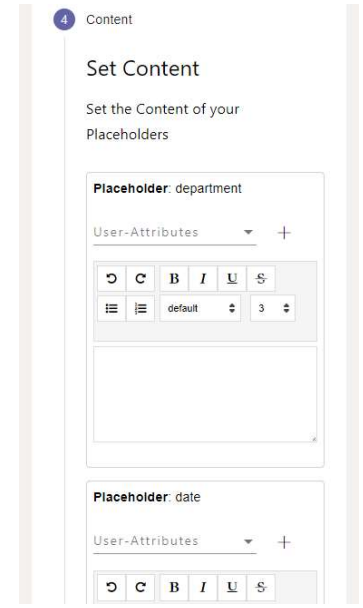 4 Content
Set Content
Set the Content of your
Placeholders
Placeholder: department
User-Attributes
B I U S
default 3
Placeholder: date
User-Attributes
B I U S